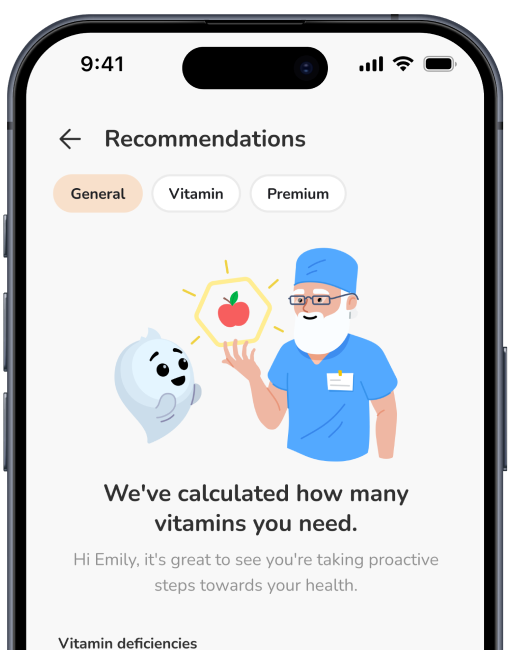 9:41
Recommendations
General Vitamin Premium
We've calculated how many
vitamins you need.
Hi Emily, it's great to see you're taking proactive
steps towards your health.
Vitamin deficiencies